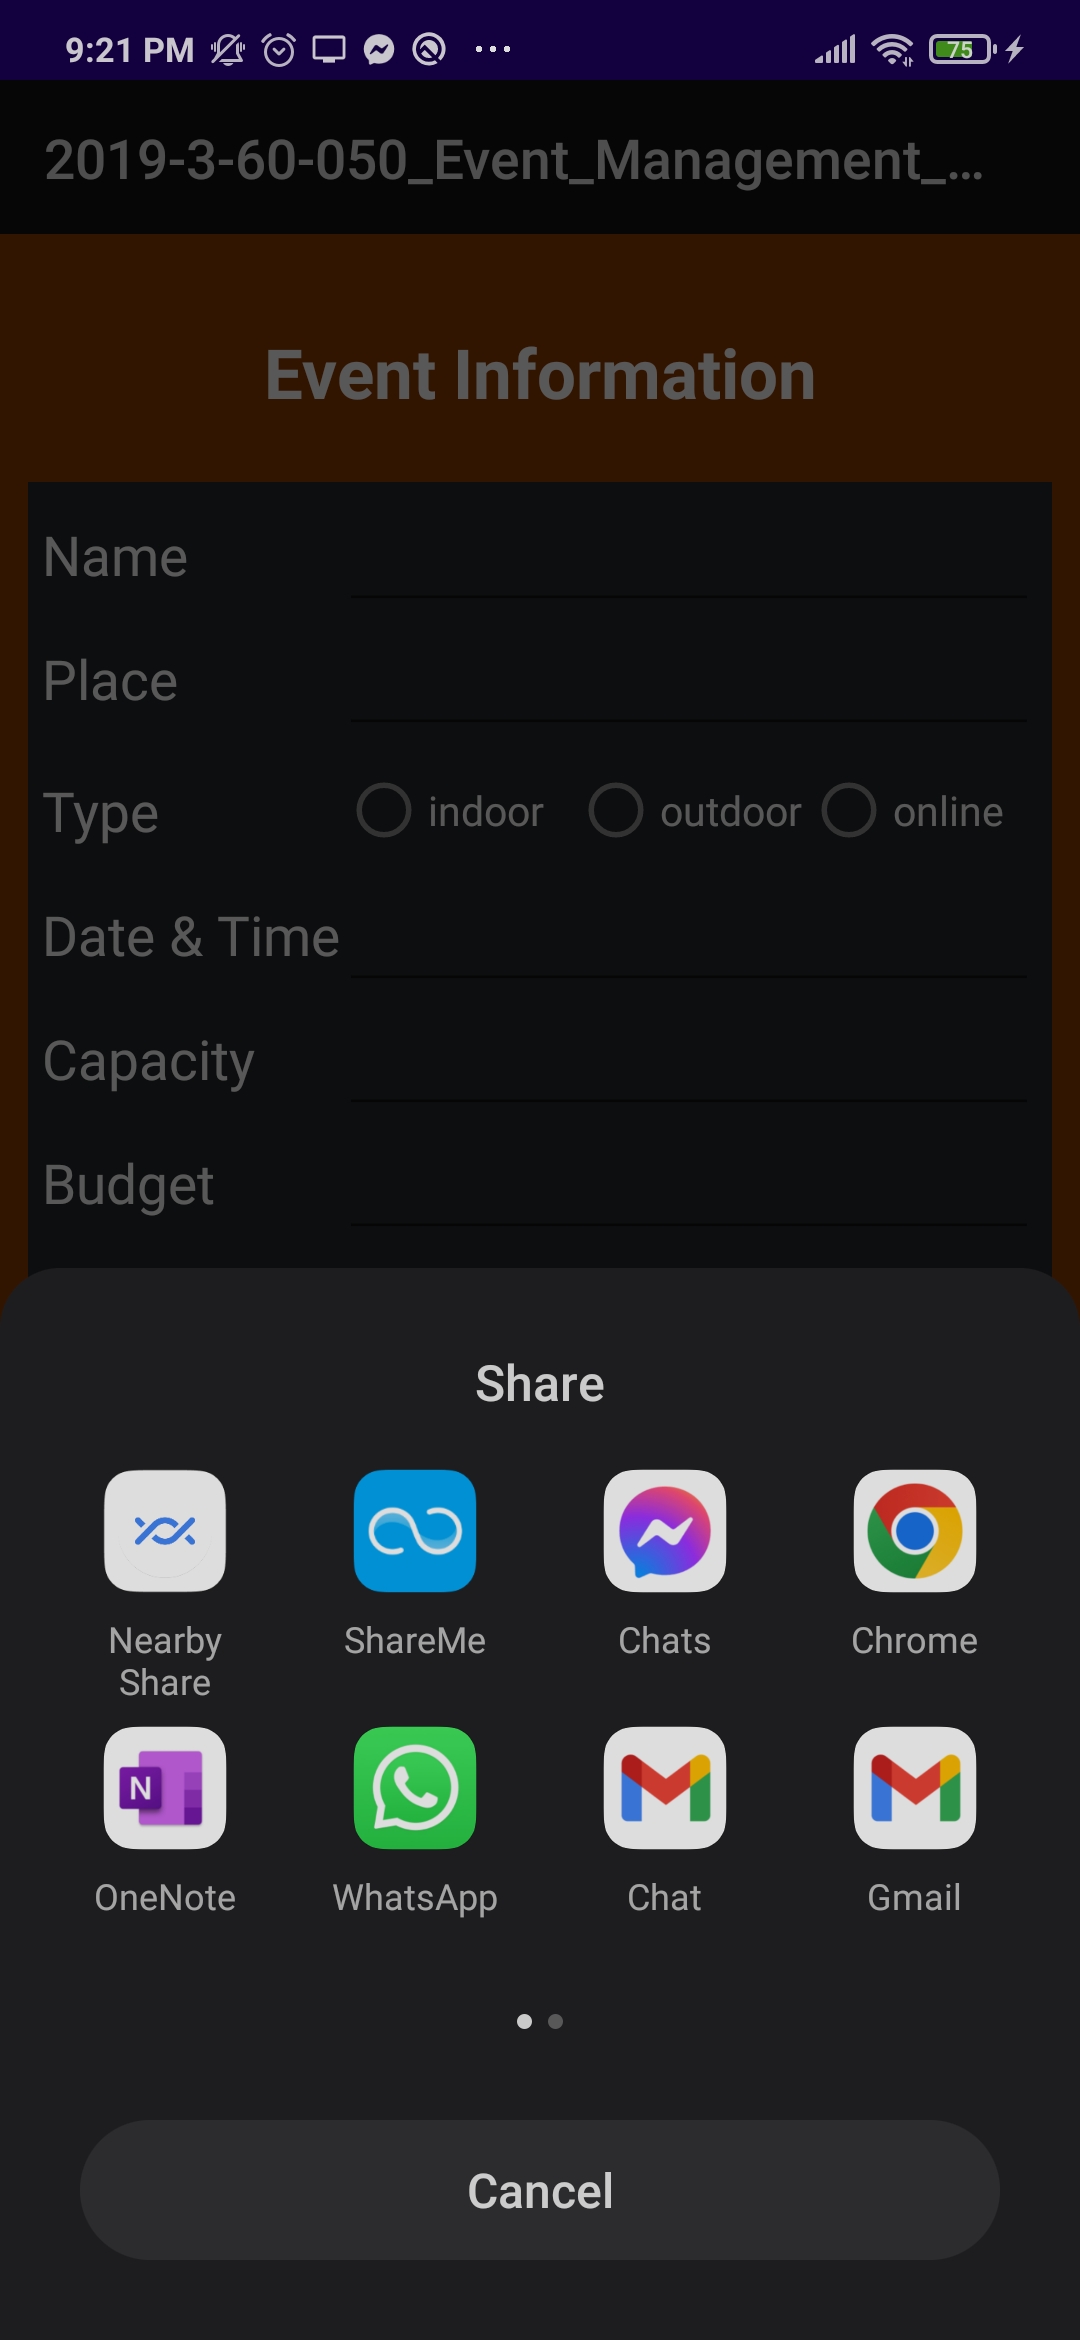 9:21 PM
75
2019-3-60-050_Event_Management_...
Event Information
Name
Place
Type indoor outdoor online
Date & Time
Capacity
Budget
Share
Nearby Share ShareMe Chats Chrome
N
OneNote WhatsApp Chat Gmail
Cancel